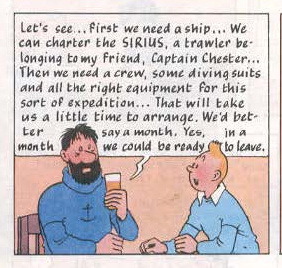 Let's see... First we need a ship... We
can charter the SIRIUS, a trawler be-
longing to my friend, Captain Chester...
Then we need a crew, some diving suits
and all the right equipment for this
sort of expedition... That will take
us a little time to arrange. We'd bet-
ter say a month. Yes, in a
month we could be ready to leave.